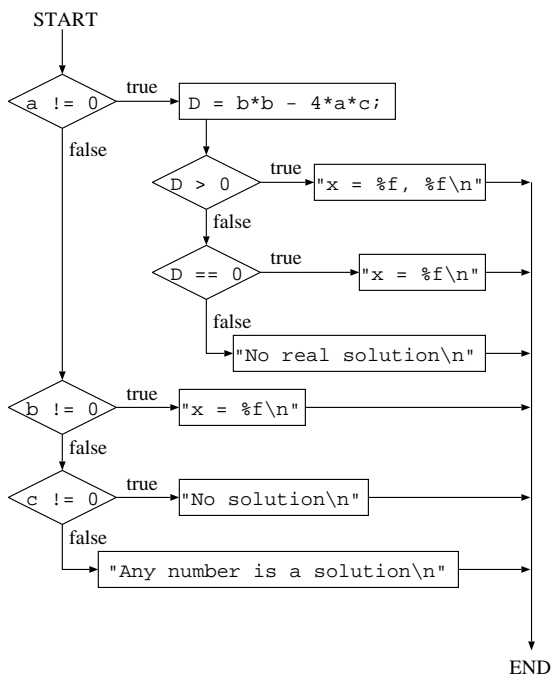 START
true
a != 0
D = b*b - 4*a*c;
false
true
D > 0
"x = %f, %f\n"
false
true
D == 0
"x = %f\n"
false
"No real solution\n"
true
b != 0
"x = %f\n"
false
true
c != 0
"No solution\n"
false
"Any number is a solution\n"
END